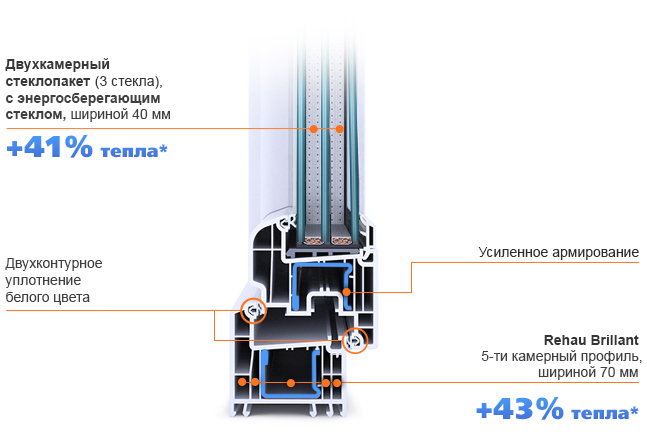 Двухкамерный
стеклопакет (3 стекла),
с энергосберегающим
стеклом, шириной 40 мм
+41% тепла*
Двухконтурное
уплотнение
белого цвета
Усиленное армирование
Rehau Brillant
5-ти камерный профиль,
шириной 70 мм
+43% тепла*